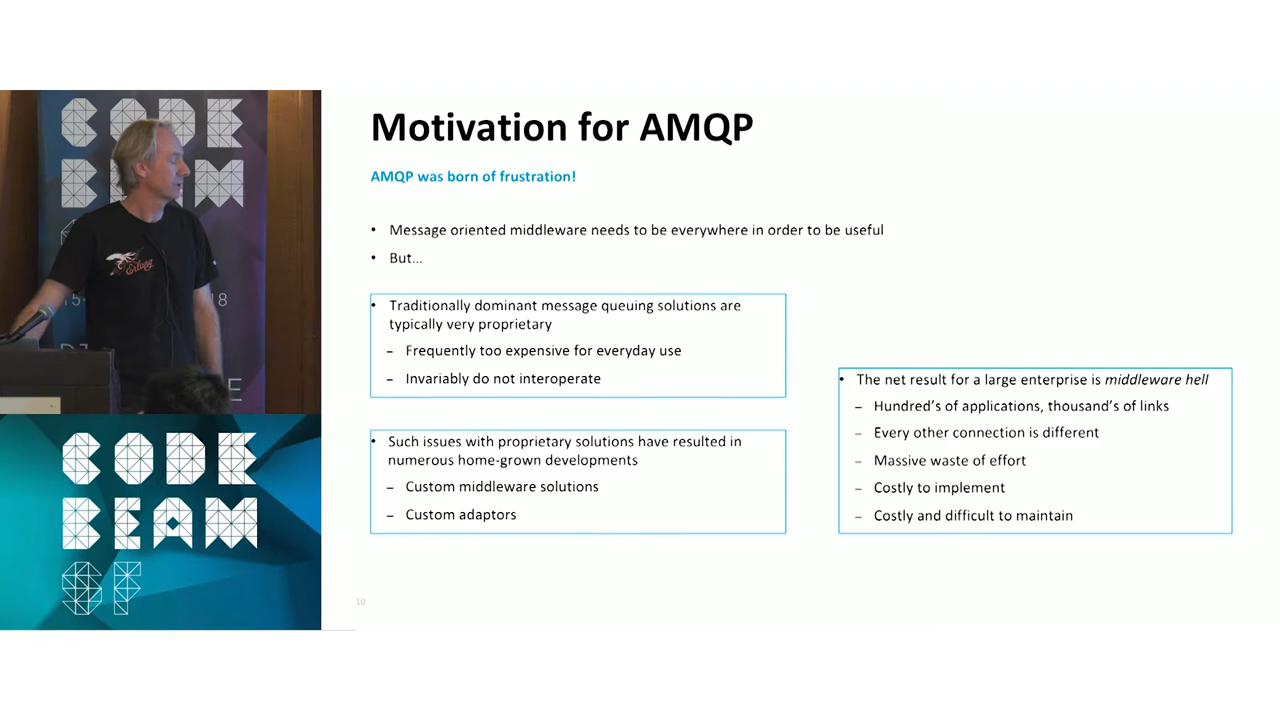 CODE
BEAM
Erlang
15
18
E
Motivation for AMQP
AMQP was born of frustration!
• Message oriented middleware needs to be everywhere in order to be useful
• But...
• Traditionally dominant message queuing solutions are
typically very proprietary
– Frequently too expensive for everyday use
– Invariably do not interoperate
• Such issues with proprietary solutions have resulted in
numerous home-grown developments
– Custom middleware solutions
– Custom adaptors
• The net result for a large enterprise is middleware hell
– Hundred's of applications, thousand's of links
– Every other connection is different
– Massive waste of effort
– Costly to implement
– Costly and difficult to maintain
CODE
BEAM
SF
10